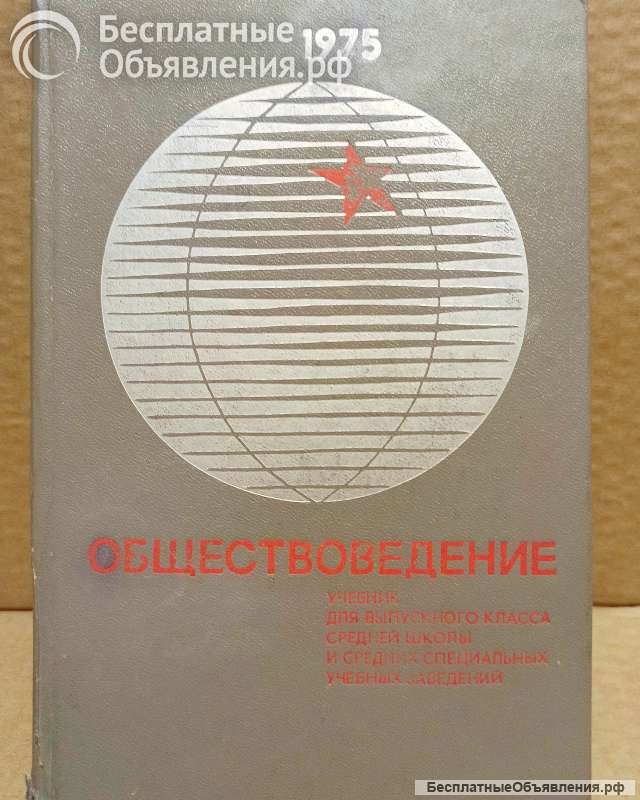 Бесплатные
Объявления.рф
1975
ОБЩЕСТВОВЕДЕНИЕ
УЧЕБНИК
ДЛЯ ВЫПУСКНОГО КЛАССА
СРЕДНЕЙ ШКОЛЫ
И СРЕДНИХ СПЕЦИАЛЬНЫХ
УЧЕБНЫХ ЗАВЕДЕНИЙ
БесплатныеОбъявления.рф